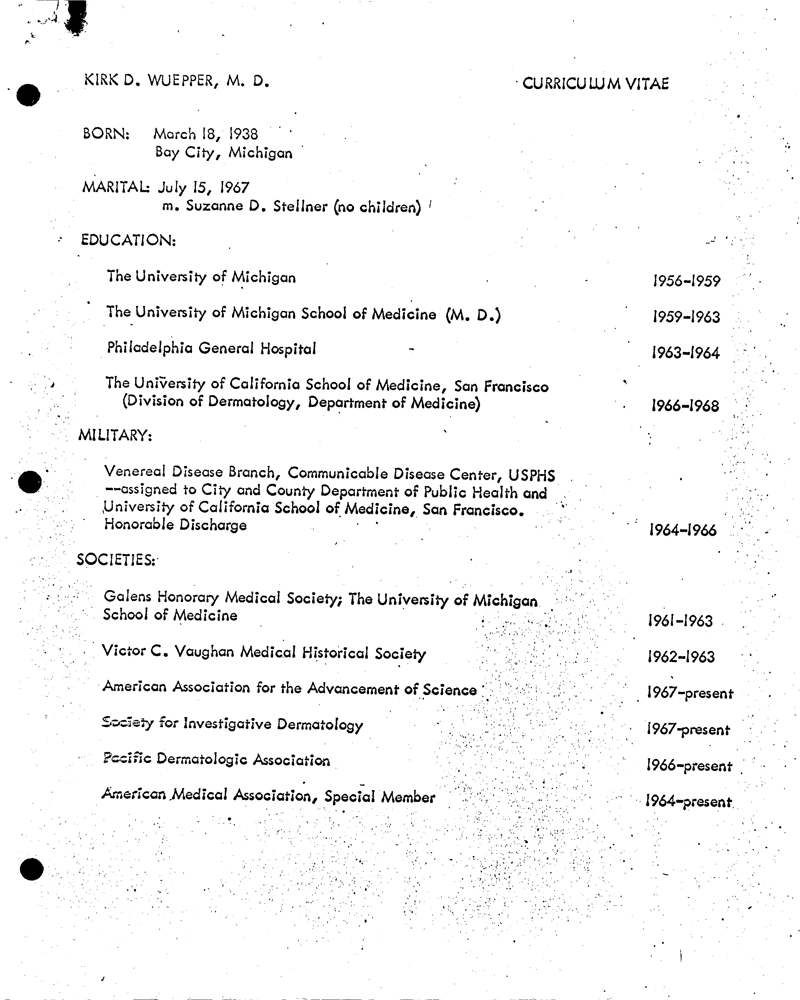 KIRK D. WUEPPER, M. D. CURRICULUM VITAE
BORN: March 18, 1938
Bay City, Michigan
MARITAL: July 15, 1967
m. Suzanne D. Stellner (no children)
EDUCATION:
The University of Michigan 1956-1959
The University of Michigan School of Medicine (M. D.) 1959-1963
Philadelphia General Hospital 1963-1964
The University of California School of Medicine, San Francisco
(Division of Dermatology, Department of Medicine) 1966-1968
MILITARY:
Venereal Disease Branch, Communicable Disease Center, USPHS
--assigned to City and County Department of Public Health and
University of California School of Medicine, San Francisco.
Honorable Discharge 1964-1966
SOCIETIES:
Galens Honorary Medical Society; The University of Michigan
School of Medicine 1961-1963
Victor C. Vaughan Medical Historical Society 1962-1963
American Association for the Advancement of Science 1967-present
Society for Investigative Dermatology 1967-present
Pacific Dermatologic Association 1966-present
American Medical Association, Special Member 1964-present